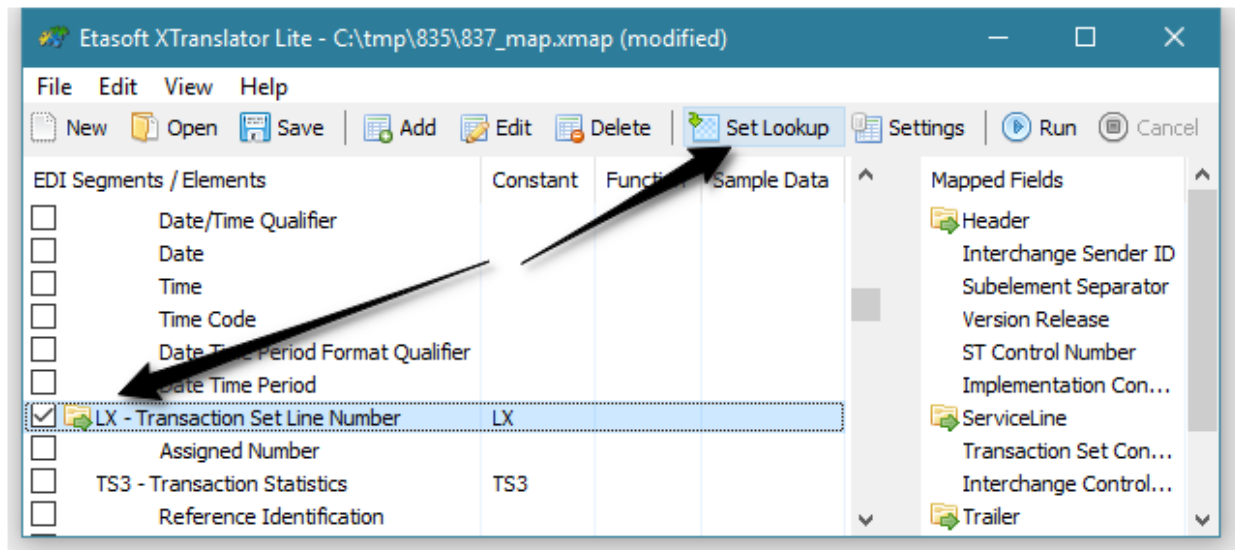 Etasoft XTranslator Lite - C:\tmp\835\837_map.xmap (modified)
File Edit View Help
New Open Save Add Edit Delete Set Lookup Settings Run Cancel
EDI Segments / Elements Constant Function Sample Data Mapped Fields
Date/Time Qualifier Header
Date Interchange Sender ID
Time Subelement Separator
Time Code Version Release
Date Time Period Format Qualifier ST Control Number
Date Time Period Implementation Con...
LX - Transaction Set Line Number LX ServiceLine
Assigned Number Transaction Set Con...
TS3 - Transaction Statistics TS3 Interchange Control...
Reference Identification Trailer